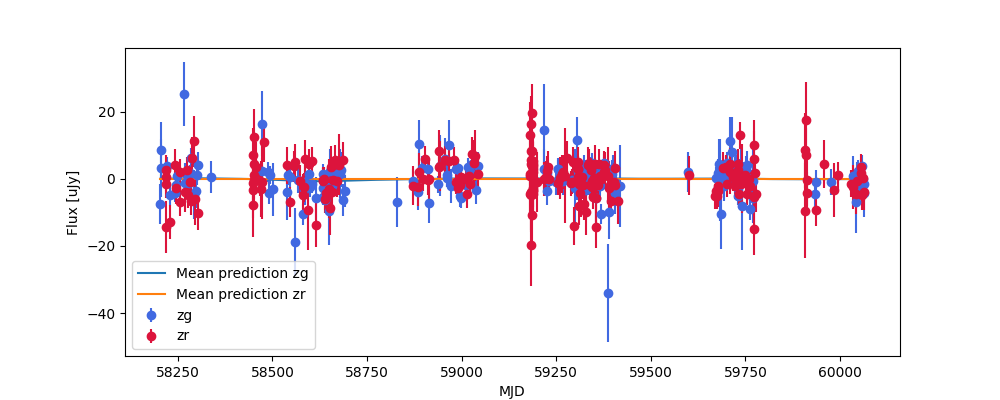 20
0
−20
−40
Flux [uJy]
Mean prediction zg
Mean prediction zr
zg
zr
58250 58500 58750 59000 59250 59500 59750 60000
MJD